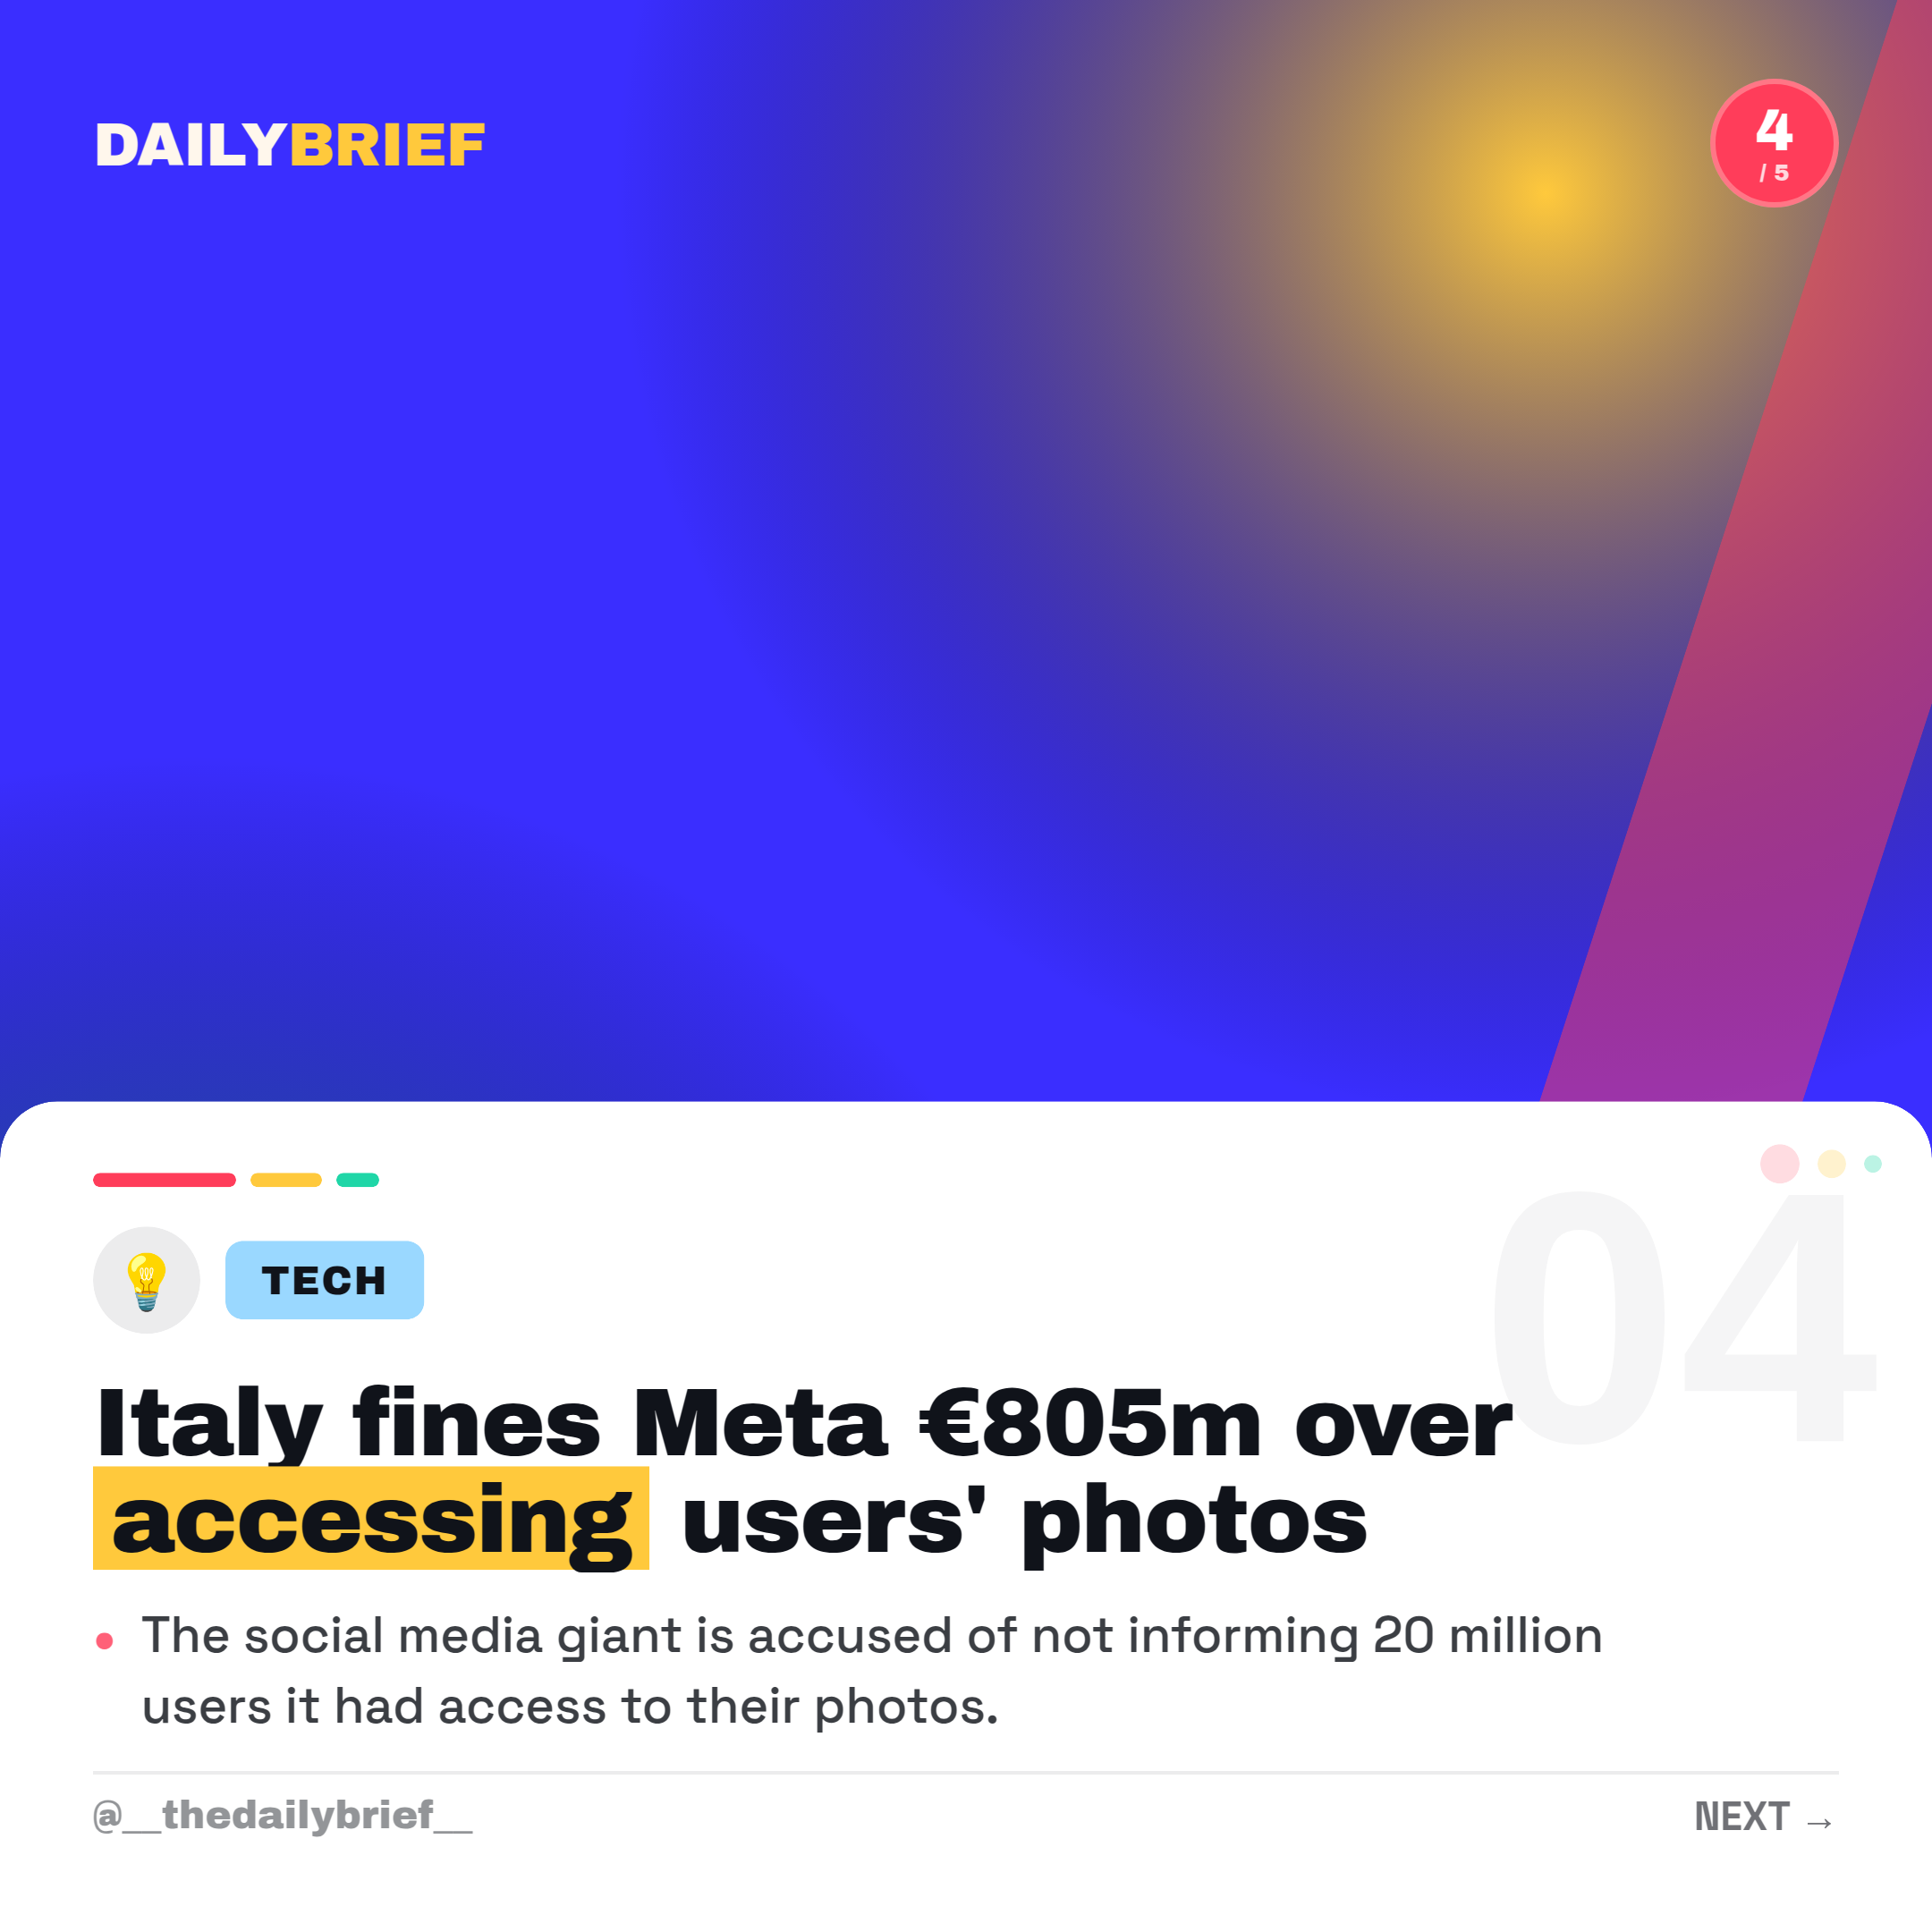 DAILYBRIEF
4
/ 5
04
TECH
Italy fines Meta €805m over
accessing users' photos
• The social media giant is accused of not informing 20 million
users it had access to their photos.
@__thedailybrief__
NEXT →